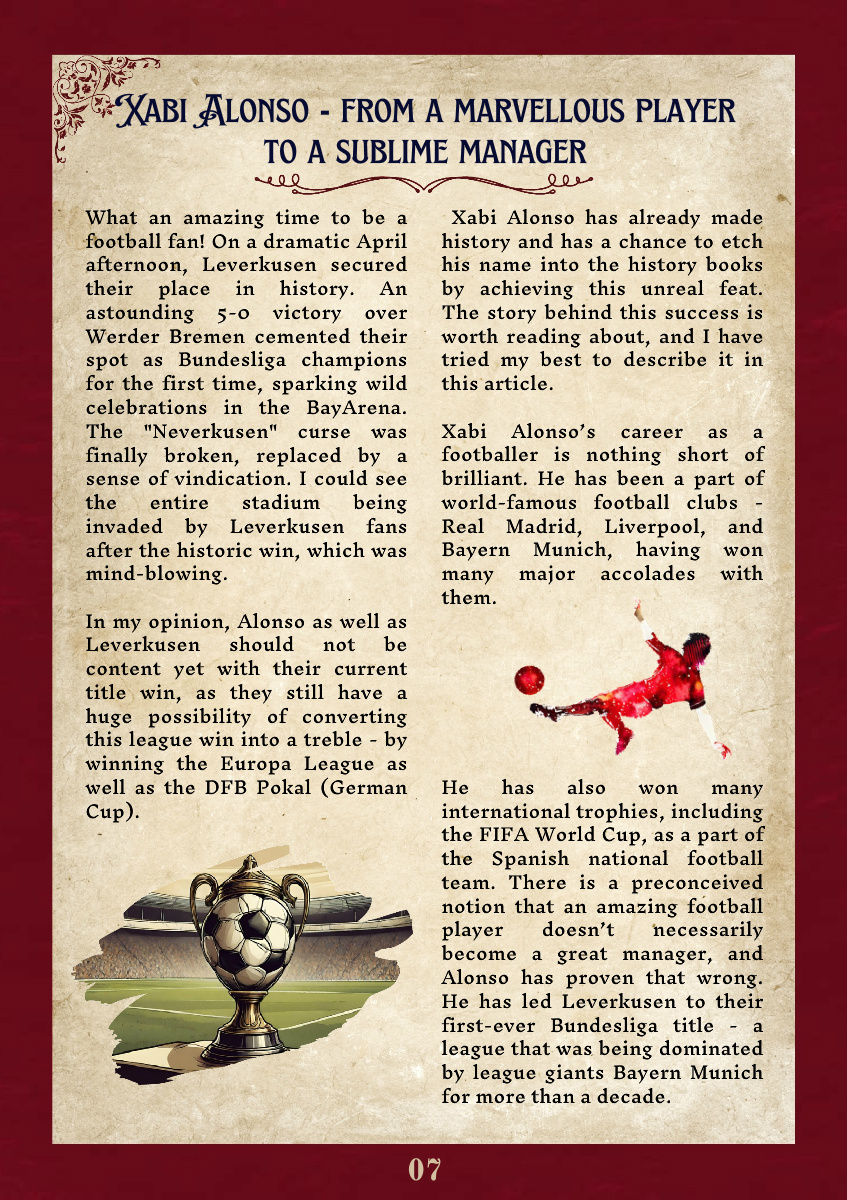 Xabi Alonso - from a marvellous player
to a sublime manager
What an amazing time to be a
football fan! On a dramatic April
afternoon, Leverkusen secured
their place in history. An
astounding 5-0 victory over
Werder Bremen cemented their
spot as Bundesliga champions
for the first time, sparking wild
celebrations in the BayArena.
The "Neverkusen" curse was
finally broken, replaced by a
sense of vindication. I could see
the entire stadium being
invaded by Leverkusen fans
after the historic win, which was
mind-blowing.
In my opinion, Alonso as well as
Leverkusen should not be
content yet with their current
title win, as they still have a
huge possibility of converting
this league win into a treble - by
winning the Europa League as
well as the DFB Pokal (German
Cup).
Xabi Alonso has already made
history and has a chance to etch
his name into the history books
by achieving this unreal feat.
The story behind this success is
worth reading about, and I have
tried my best to describe it in
this article.
Xabi Alonso’s career as a
footballer is nothing short of
brilliant. He has been a part of
world-famous football clubs -
Real Madrid, Liverpool, and
Bayern Munich, having won
many major accolades with
them.
He has also won many
international trophies, including
the FIFA World Cup, as a part of
the Spanish national football
team. There is a preconceived
notion that an amazing football
player doesn’t necessarily
become a great manager, and
Alonso has proven that wrong.
He has led Leverkusen to their
first-ever Bundesliga title - a
league that was being dominated
by league giants Bayern Munich
for more than a decade.
07